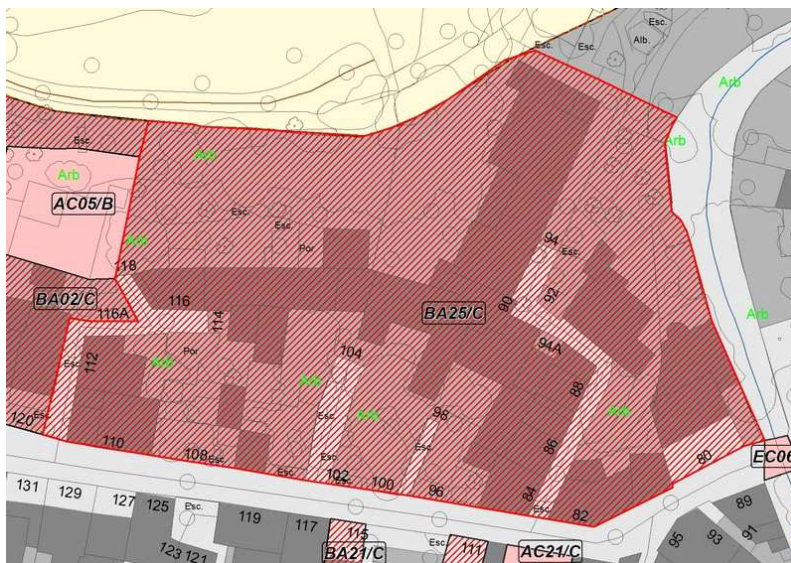 Esc.
Alb.
Esc.
Esc.
Arb
Esc
Arb
Arb
Arb
AC05/B
Esc.
Esc
Arb
Por
94
Esc.
18
BA02/C
116A
116
114
BA25/C
90
92
Arb
94A
112
Por
Arb
104
Arb
Arb
88
Arb
98
Esc.
120
Esc
110
108
Esc.
Esc.
86
Esc.
Esc.
102
100
96
84
Esc.
82
80
EC06
131
129
127
125
Esc.
119
117
115
BA21/C
123
121
Esc.
111
AC21/C
95
93
91
89